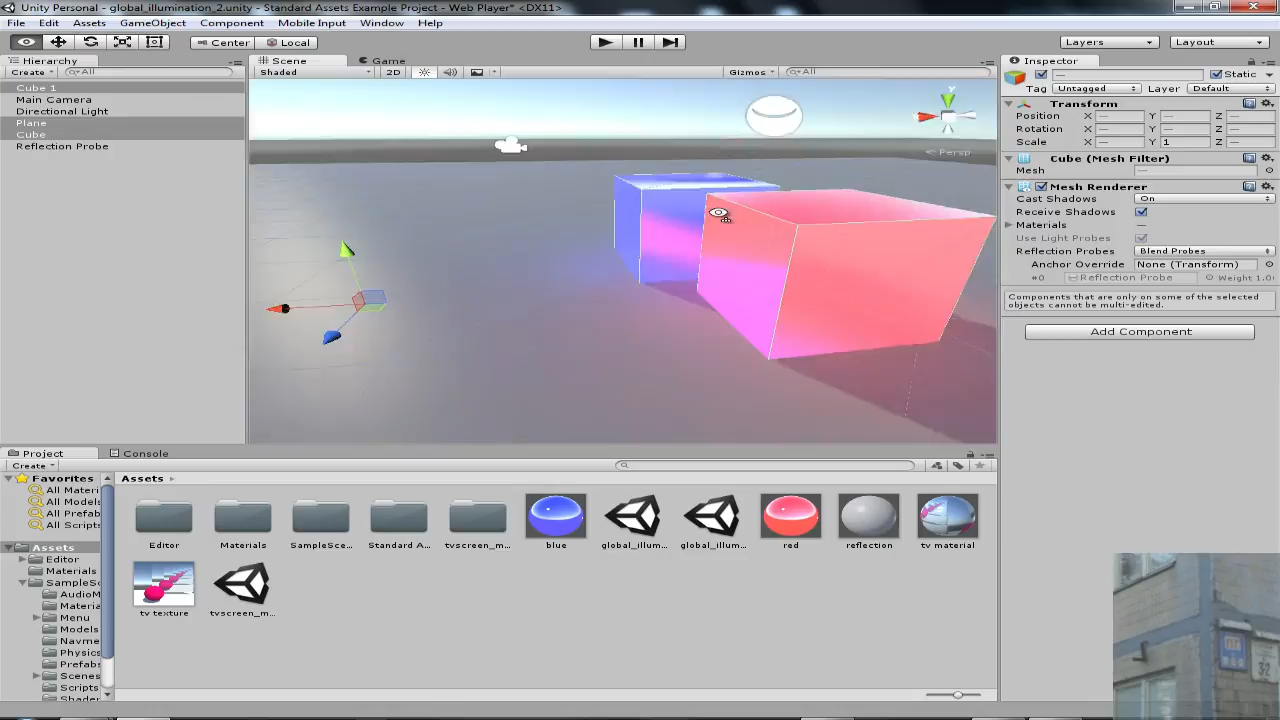 Unity Personal - global_illumination_2.unity - Standard Assets Example Project - Web Player* <DX11>
File Edit Assets GameObject Component Mobile Input Window Help
Center Local Layers Layout
Hierarchy
Create All
Cube 1
Main Camera
Directional Light
Plane
Cube
Reflection Probe
Scene Game
Shaded 2D Gizmos All
Y
< Persp
Inspector
— Static
Tag Untagged Layer Default
Transform
Position X — Y — Z —
Rotation X — Y — Z —
Scale X — Y 1 Z —
Cube (Mesh Filter)
Mesh —
Mesh Renderer
Cast Shadows On
Receive Shadows
Materials —
Use Light Probes
Reflection Probes Blend Probes
Anchor Override None (Transform)
#0 Reflection Probe Weight 1.0
Components that are only on some of the selected
objects cannot be multi-edited.
Add Component
Project Console
Create
Favorites
All Materi
All Models
All Prefab
All Scripts
Assets
Editor
Materials
SampleSc
AudioM
Materia
Menu
Models
Navme
Physics
Prefab
Scenes
Scripts
Shader
Assets
Editor Materials SampleSce... Standard A... tvscreen_m... blue global_illum... global_illum... red reflection tv material
tv texture tvscreen_m...
32